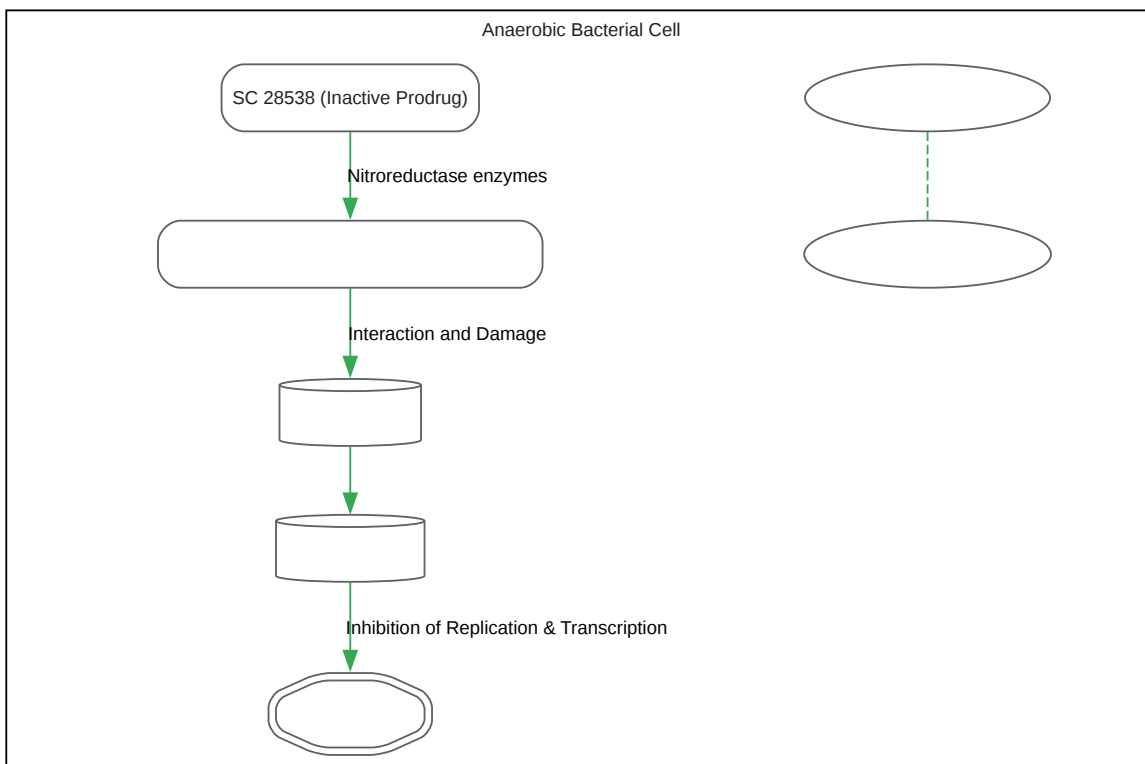 Anaerobic Bacterial Cell
SC 28538 (Inactive Prodrug)
Nitroreductase enzymes
Interaction and Damage
Inhibition of Replication & Transcription